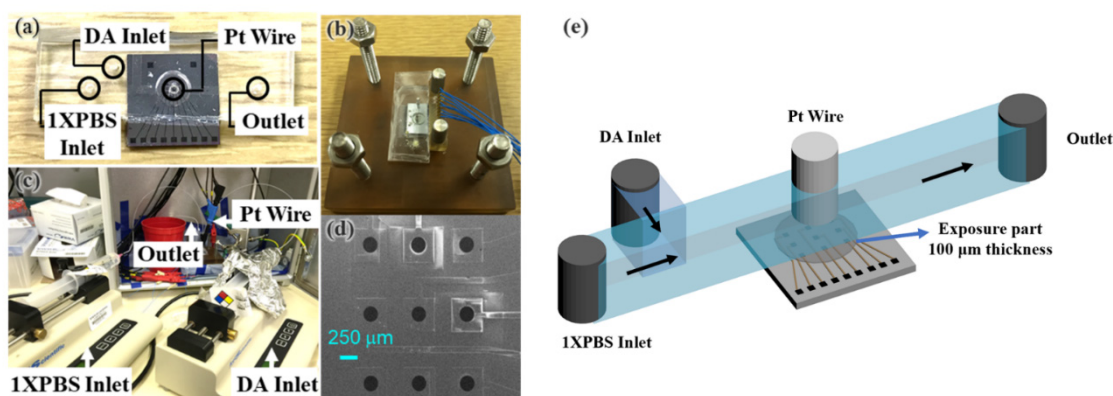 (a)
DA Inlet
Pt Wire
1XPBS
Inlet
Outlet
(b)
(c)
Pt Wire
Outlet
1XPBS Inlet
DA Inlet
(d)
250 μm
(e)
DA Inlet
Pt Wire
Outlet
Exposure part
100 μm thickness
1XPBS Inlet